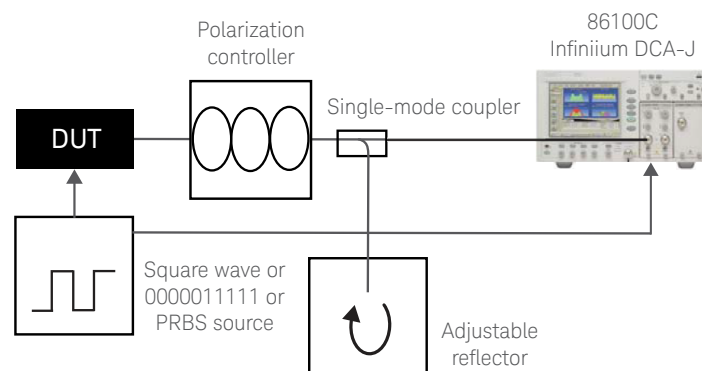 86100C
Infiniium DCA-J
Polarization
controller
Single-mode coupler
DUT
Square wave or
0000011111 or
PRBS source
Adjustable
reflector